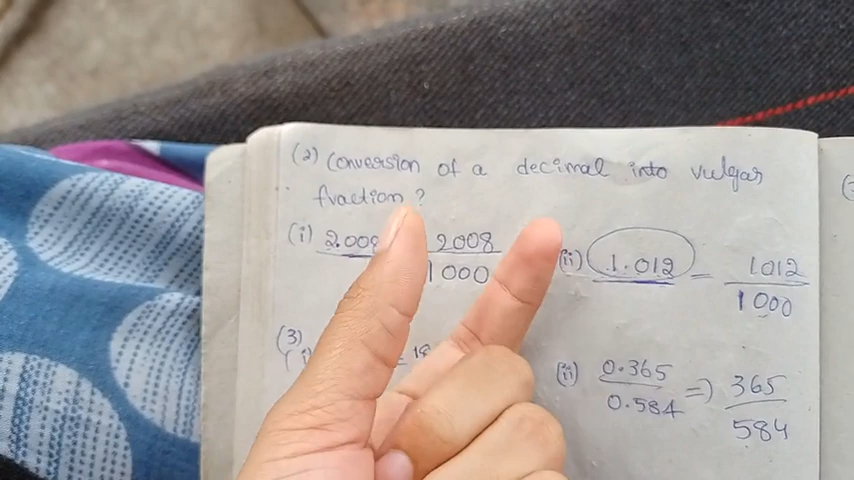 (2) Conversion of a decimal into vulgar
fraction?
(i) 2.008 2008
1000
(ii) 1.012 = 1012
1000
(3)
(i) = 18
(ii) 0.365 => 365
0.584 584